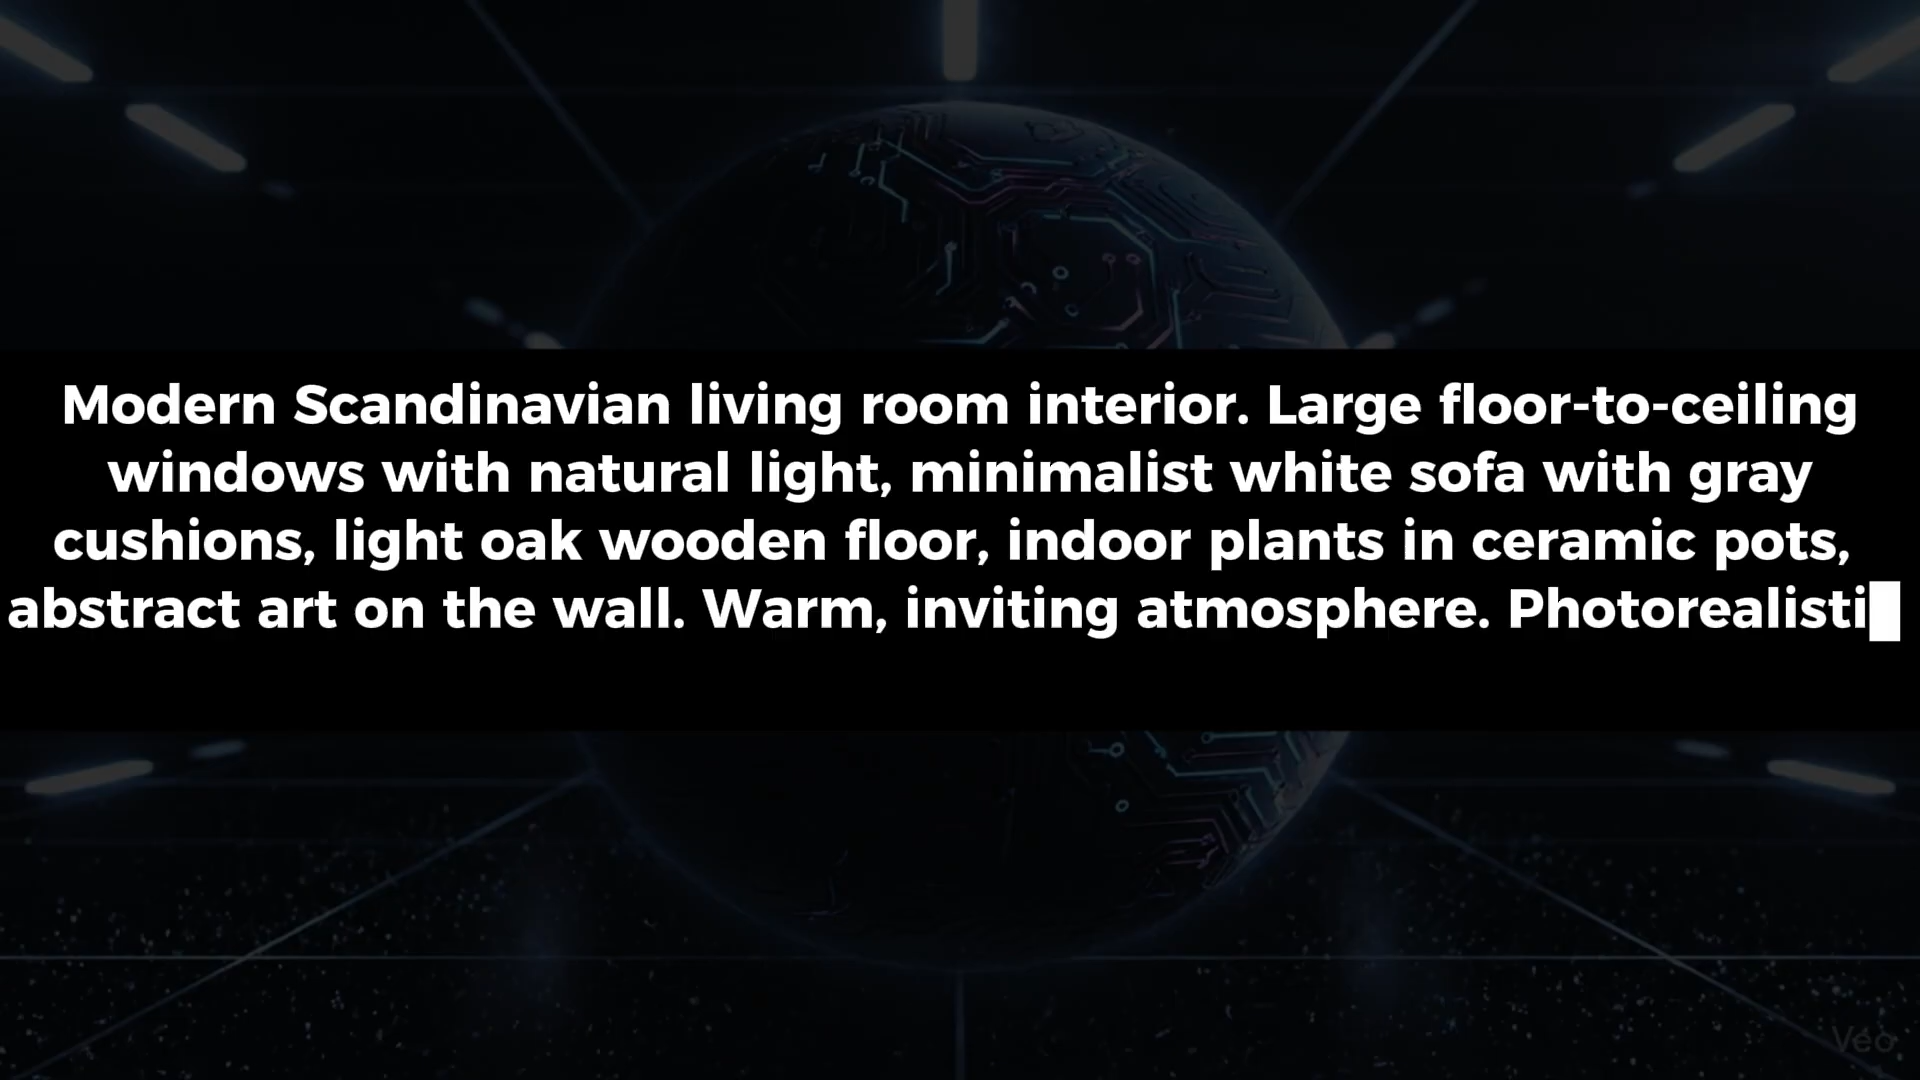 Modern Scandinavian living room interior. Large floor-to-ceiling
windows with natural light, minimalist white sofa with gray
cushions, light oak wooden floor, indoor plants in ceramic pots,
abstract art on the wall. Warm, inviting atmosphere. Photorealisti
Veo